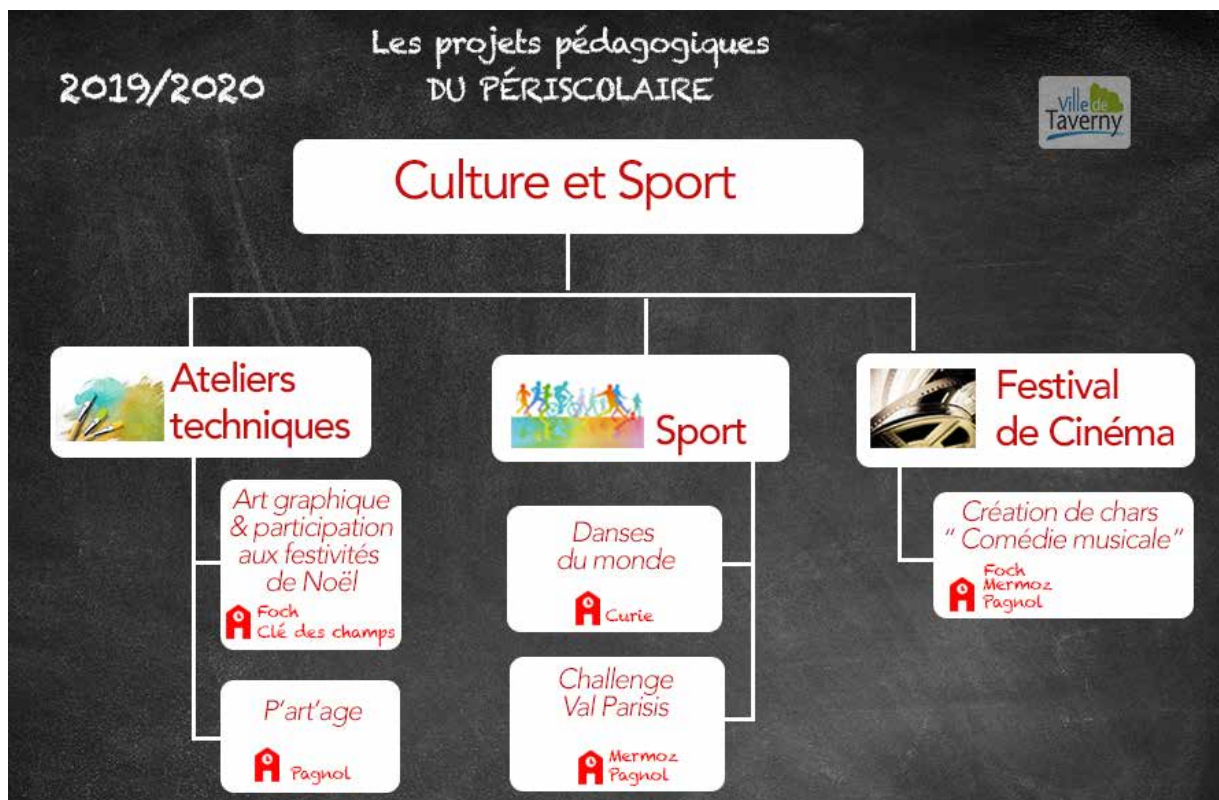 2019/2020
Les projets pédagogiques
DU PÉRISCOLAIRE
Ville de
Taverny
Culture et Sport
Ateliers
techniques
Art graphique
& participation
aux festivités
de Noël
Foch
Clé des champs
P'art'age
Pagnol
Sport
Danses
du monde
Curie
Challenge
Val Parisis
Mermoz
Pagnol
Festival
de Cinéma
Création de chars
" Comédie musicale"
Foch
Mermoz
Pagnol